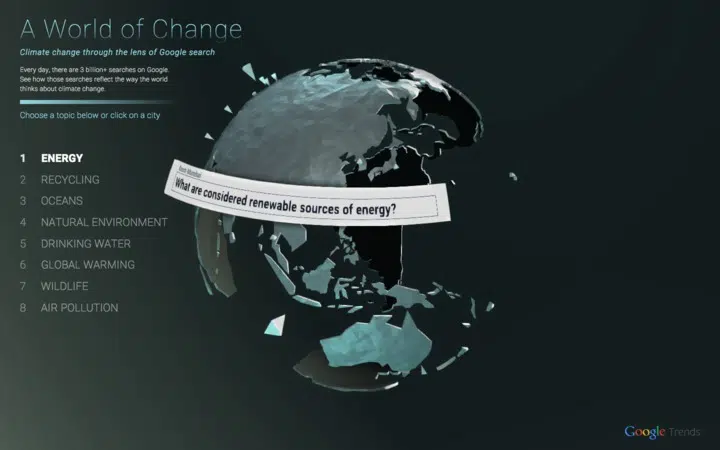 A World of Change
Climate change through the lens of Google search
Every day, there are 3 billion+ searches on Google.
See how those searches reflect the way the world
thinks about climate change.
Choose a topic below or click on a city
1 ENERGY
2 RECYCLING
3 OCEANS
4 NATURAL ENVIRONMENT
5 DRINKING WATER
6 GLOBAL WARMING
7 WILDLIFE
8 AIR POLLUTION
What are considered renewable sources of energy?
Google Trends